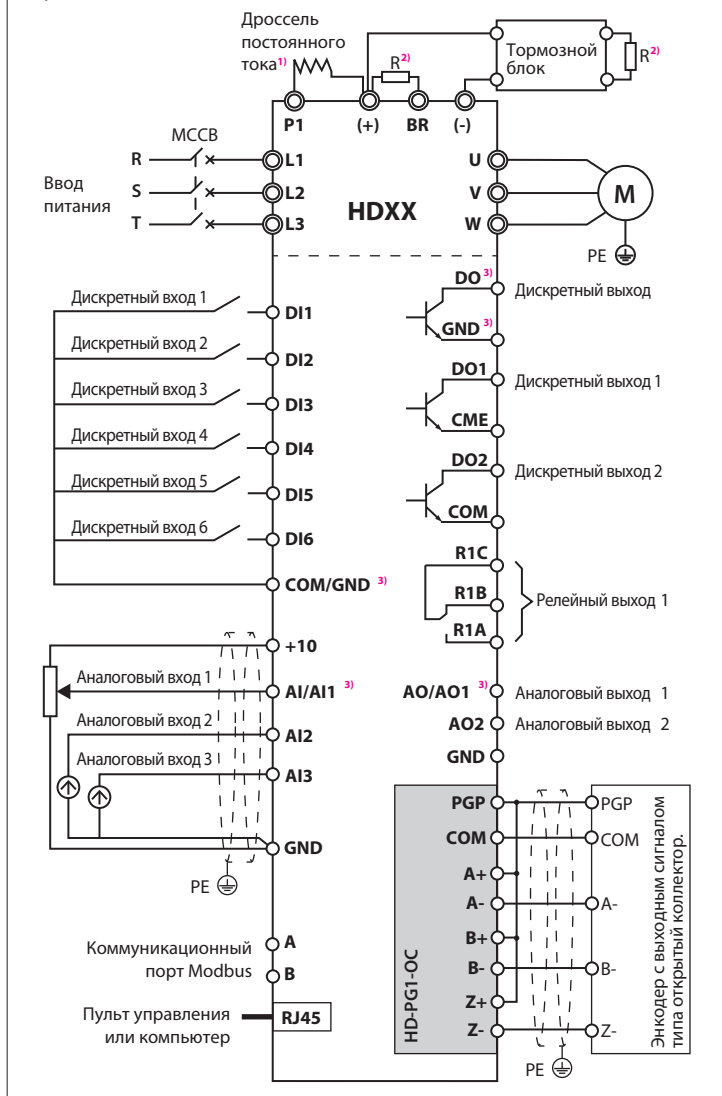 Дроссель
постоянного
тока1)
R2)
Тормозной
блок
R2)
P1 (+) BR (-)
MCCB
R L1 U
Ввод
питания
S L2 V
T L3 W
HDXX
M
PE
DO 3) Дискретный выход
GND 3)
Дискретный вход 1 DI1
Дискретный вход 2 DI2
DO1 Дискретный выход 1
Дискретный вход 3 DI3
CME
Дискретный вход 4 DI4
DO2 Дискретный выход 2
Дискретный вход 5 DI5
COM
Дискретный вход 6 DI6
R1C
COM/GND 3)
R1B Релейный выход 1
R1A
+10
Аналоговый вход 1 AI/AI1 3)
AO/AO1 3) Аналоговый выход 1
Аналоговый вход 2 AI2
AO2 Аналоговый выход 2
Аналоговый вход 3 AI3
GND
GND
PE
PGP PGP
COM COM
A+
A- A-
B+
B- B-
Z+
Z- Z-
HD-PG1-OC
Энкодер с выходным сигналом
типа открытый коллектор.
PE
Коммуникационный
порт Modbus
A
B
Пульт управления
или компьютер
RJ45